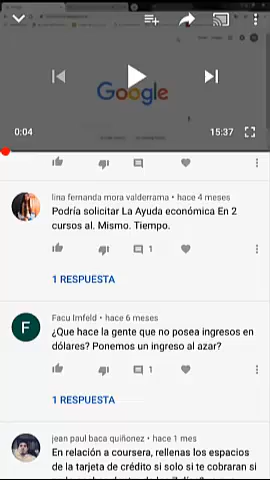 Google
0:04
15:37
lina fernanda mora valderrama • hace 4 meses
Podría solicitar La Ayuda económica En 2
cursos al. Mismo. Tiempo.
1
1 RESPUESTA
Facu Imfeld • hace 6 meses
F
¿Que hace la gente que no posea ingresos en
dólares? Ponemos un ingreso al azar?
1
1 RESPUESTA
jean paul baca quiñonez • hace 1 mes
En relación a coursera, rellenas los espacios
de la tarjeta de crédito si solo si te cobraran si